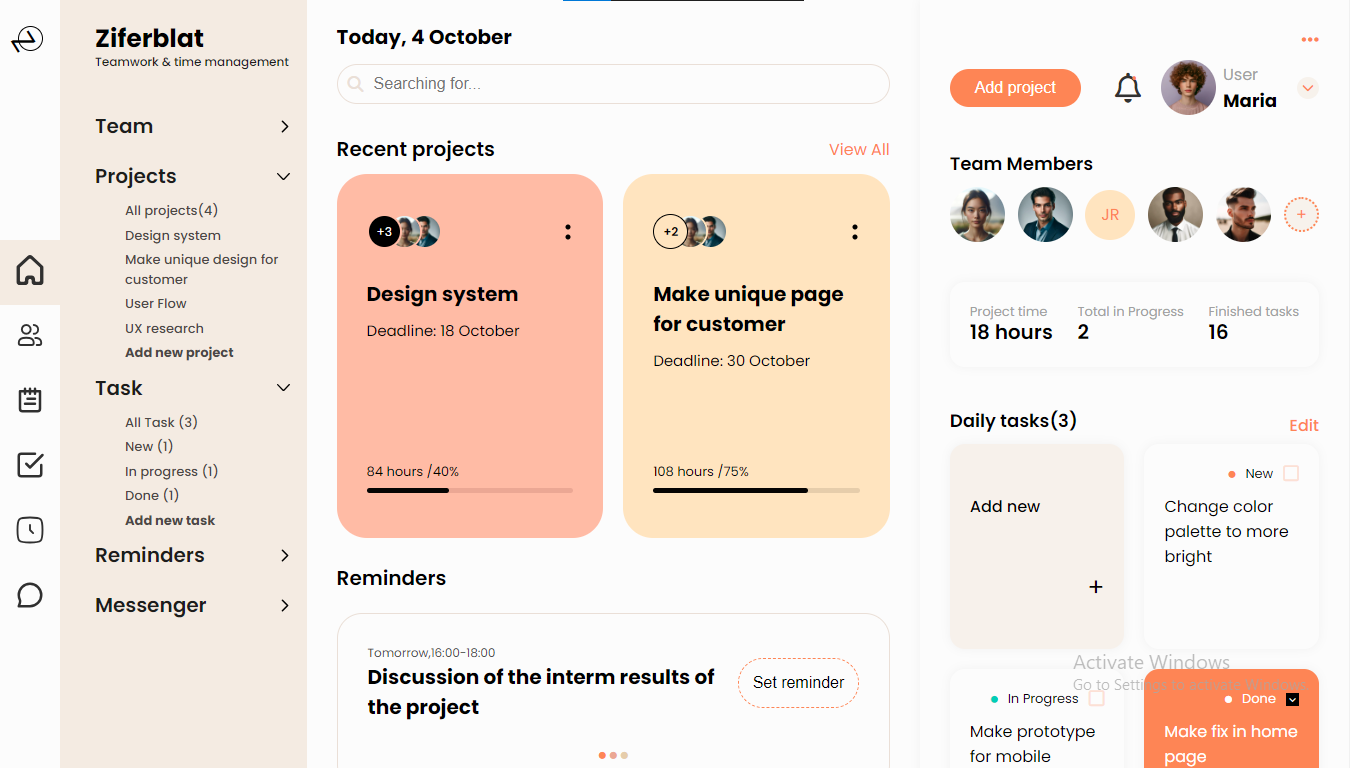 Ziferblat
Teamwork & time management
Team
Projects
All projects(4)
Design system
Make unique design for
customer
User Flow
UX research
Add new project
Task
All Task (3)
New (1)
In progress (1)
Done (1)
Add new task
Reminders
Messenger
Today, 4 October
Searching for...
Recent projects
View All
+3
Design system
Deadline: 18 October
84 hours /40%
+2
Make unique page
for customer
Deadline: 30 October
108 hours /75%
Reminders
Tomorrow,16:00-18:00
Discussion of the interm results of
the project
Set reminder
Add project
User
Maria
Team Members
JR
+
Project time
18 hours
Total in Progress
2
Finished tasks
16
Daily tasks(3)
Edit
Add new
+
New
Change color
palette to more
bright
In Progress
Make prototype
for mobile
Done
Make fix in home
page
Activate Windows
Go to Settings to activate Windows.